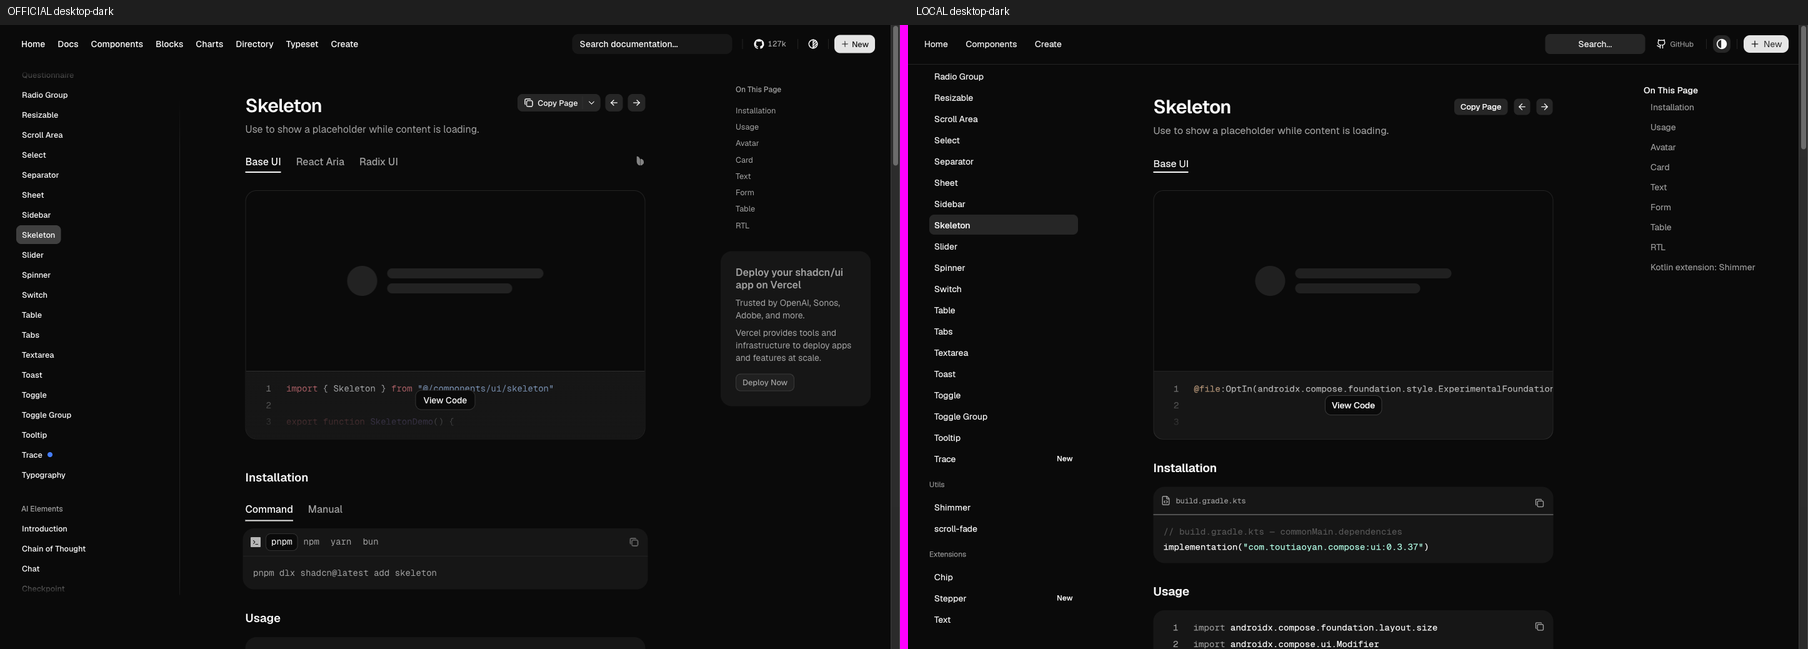 OFFICIAL desktop-dark
Home Docs Components Blocks Charts Directory Typeset Create
Search documentation...
127k
+ New
Questionnaire
Radio Group
Resizable
Scroll Area
Select
Separator
Sheet
Sidebar
Skeleton
Slider
Spinner
Switch
Table
Tabs
Textarea
Toast
Toggle
Toggle Group
Tooltip
Trace
Typography
AI Elements
Introduction
Chain of Thought
Chat
Checkpoint
Skeleton
Copy Page
Use to show a placeholder while content is loading.
Base UI React Aria Radix UI
1 import { Skeleton } from "@/components/ui/skeleton"
2
View Code
3 export function SkeletonDemo() {
Installation
Command Manual
pnpm npm yarn bun
pnpm dlx shadcn@latest add skeleton
Usage
On This Page
Installation
Usage
Avatar
Card
Text
Form
Table
RTL
Deploy your shadcn/ui
app on Vercel
Trusted by OpenAI, Sonos,
Adobe, and more.
Vercel provides tools and
infrastructure to deploy apps
and features at scale.
Deploy Now
LOCAL desktop-dark
Home Components Create
Search...
GitHub
+ New
Radio Group
Resizable
Scroll Area
Select
Separator
Sheet
Sidebar
Skeleton
Slider
Spinner
Switch
Table
Tabs
Textarea
Toast
Toggle
Toggle Group
Tooltip
Trace New
Utils
Shimmer
scroll-fade
Extensions
Chip
Stepper New
Text
Skeleton
Copy Page
Use to show a placeholder while content is loading.
Base UI
1 @file:OptIn(androidx.compose.foundation.style.ExperimentalFoundation
2
View Code
3
Installation
build.gradle.kts
// build.gradle.kts — commonMain.dependencies
implementation("com.toutiaoyan.compose:ui:0.3.37")
Usage
1 import androidx.compose.foundation.layout.size
2 import androidx.compose.ui.Modifier
On This Page
Installation
Usage
Avatar
Card
Text
Form
Table
RTL
Kotlin extension: Shimmer